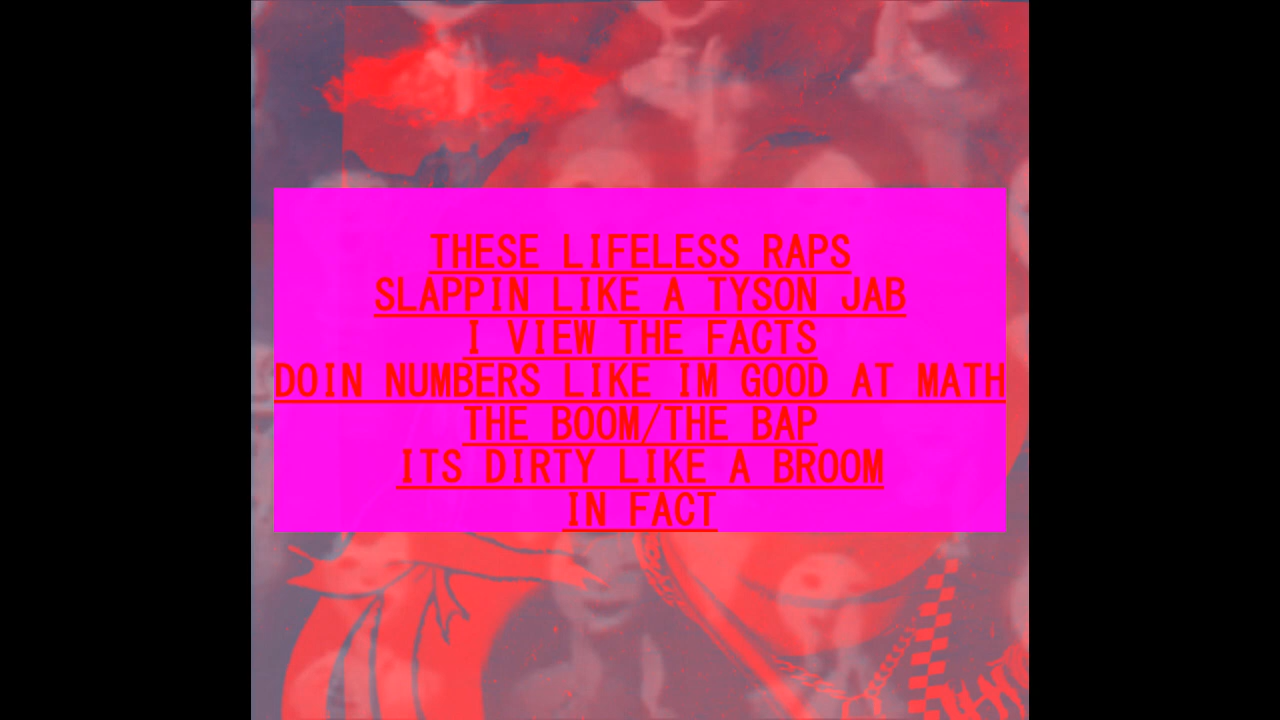 THESE LIFELESS RAPS
SLAPPIN LIKE A TYSON JAB
I VIEW THE FACTS
DOIN NUMBERS LIKE IM GOOD AT MATH
THE BOOM/THE BAP
ITS DIRTY LIKE A BROOM
IN FACT